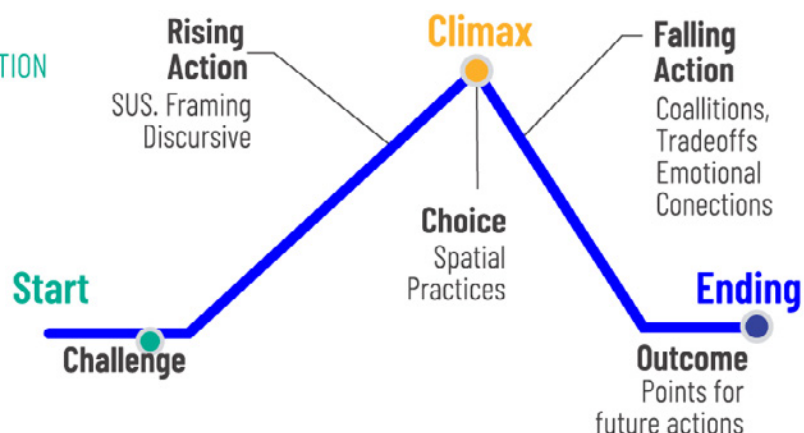 TION
Rising
Action
SUS. Framing
Discursive
Climax
Falling
Action
Coallitions,
Tradeoffs
Emotional
Conections
Choice
Spatial
Practices
Start
Challenge
Ending
Outcome
Points for
future actions